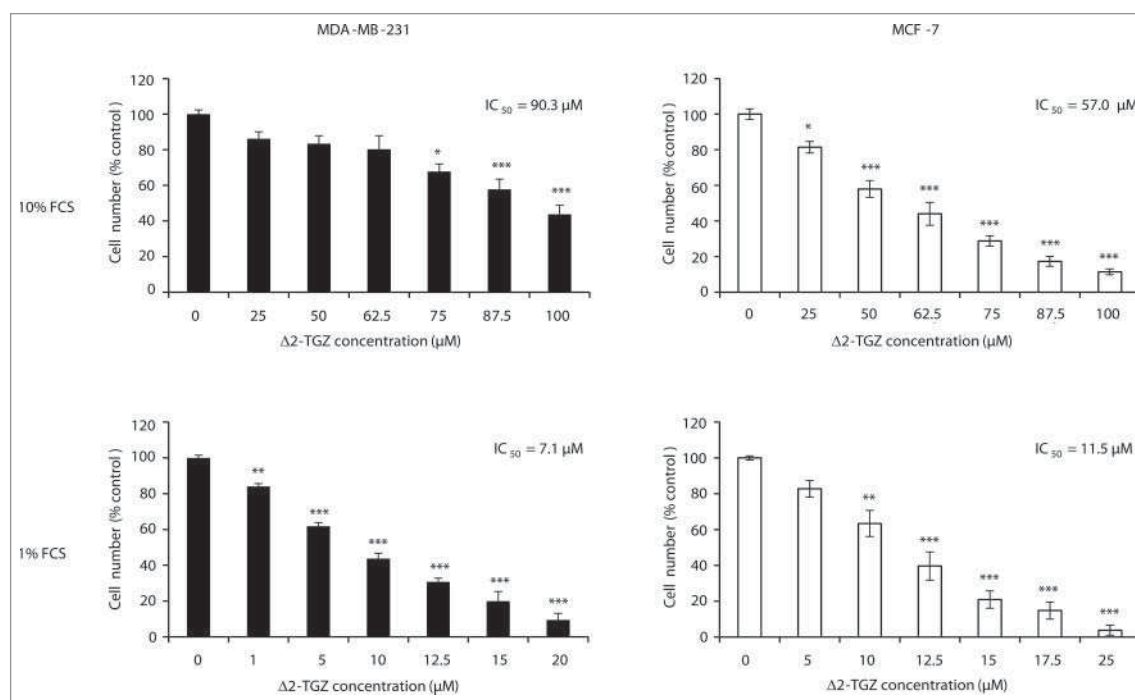 MDA-MB-231
MCF-7
10% FCS
Cell number (% control)
120
100
80
60
40
20
0
IC50 = 90.3 µM
*
***
***
0 25 50 62.5 75 87.5 100
Δ2-TGZ concentration (µM)
Cell number (% control)
120
100
80
60
40
20
0
IC50 = 57.0 µM
*
***
***
***
***
***
0 25 50 62.5 75 87.5 100
Δ2-TGZ concentration (µM)
1% FCS
Cell number (% control)
120
100
80
60
40
20
0
IC50 = 7.1 µM
**
***
***
***
***
***
0 1 5 10 12.5 15 20
Δ2-TGZ concentration (µM)
Cell number (% control)
120
100
80
60
40
20
0
IC50 = 11.5 µM
**
***
***
***
***
0 5 10 12.5 15 17.5 25
Δ2-TGZ concentration (µM)